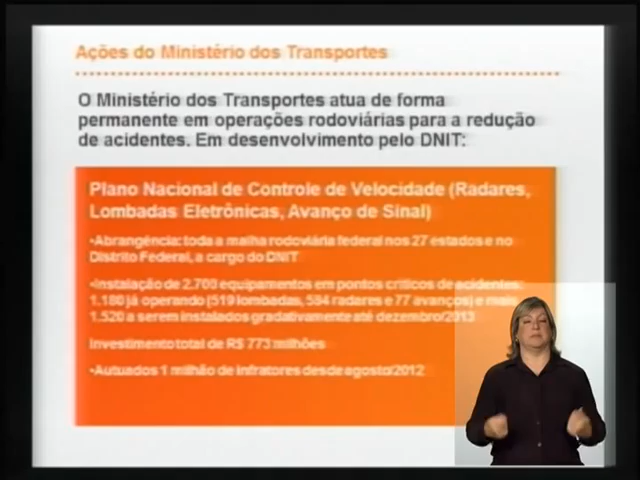 Ações do Ministério dos Transportes
O Ministério dos Transportes atua de forma
permanente em operações rodoviárias para a redução
de acidentes. Em desenvolvimento pelo DNIT:
Plano Nacional de Controle de Velocidade (Radares,
Lombadas Eletrônicas, Avanço de Sinal)
•Abrangência: toda a malha rodoviária federal nos 27 estados e no
Distrito Federal, a cargo do DNIT
•Instalação de 2.700 equipamentos em pontos críticos de acidentes:
1.180 já operando (519 lombadas, 584 radares e 77 avanços) e mais
1.520 a serem instalados gradativamente até dezembro/2013
Investimento total de R$ 773 milhões
•Autuados 1 milhão de infratores desde agosto/2012